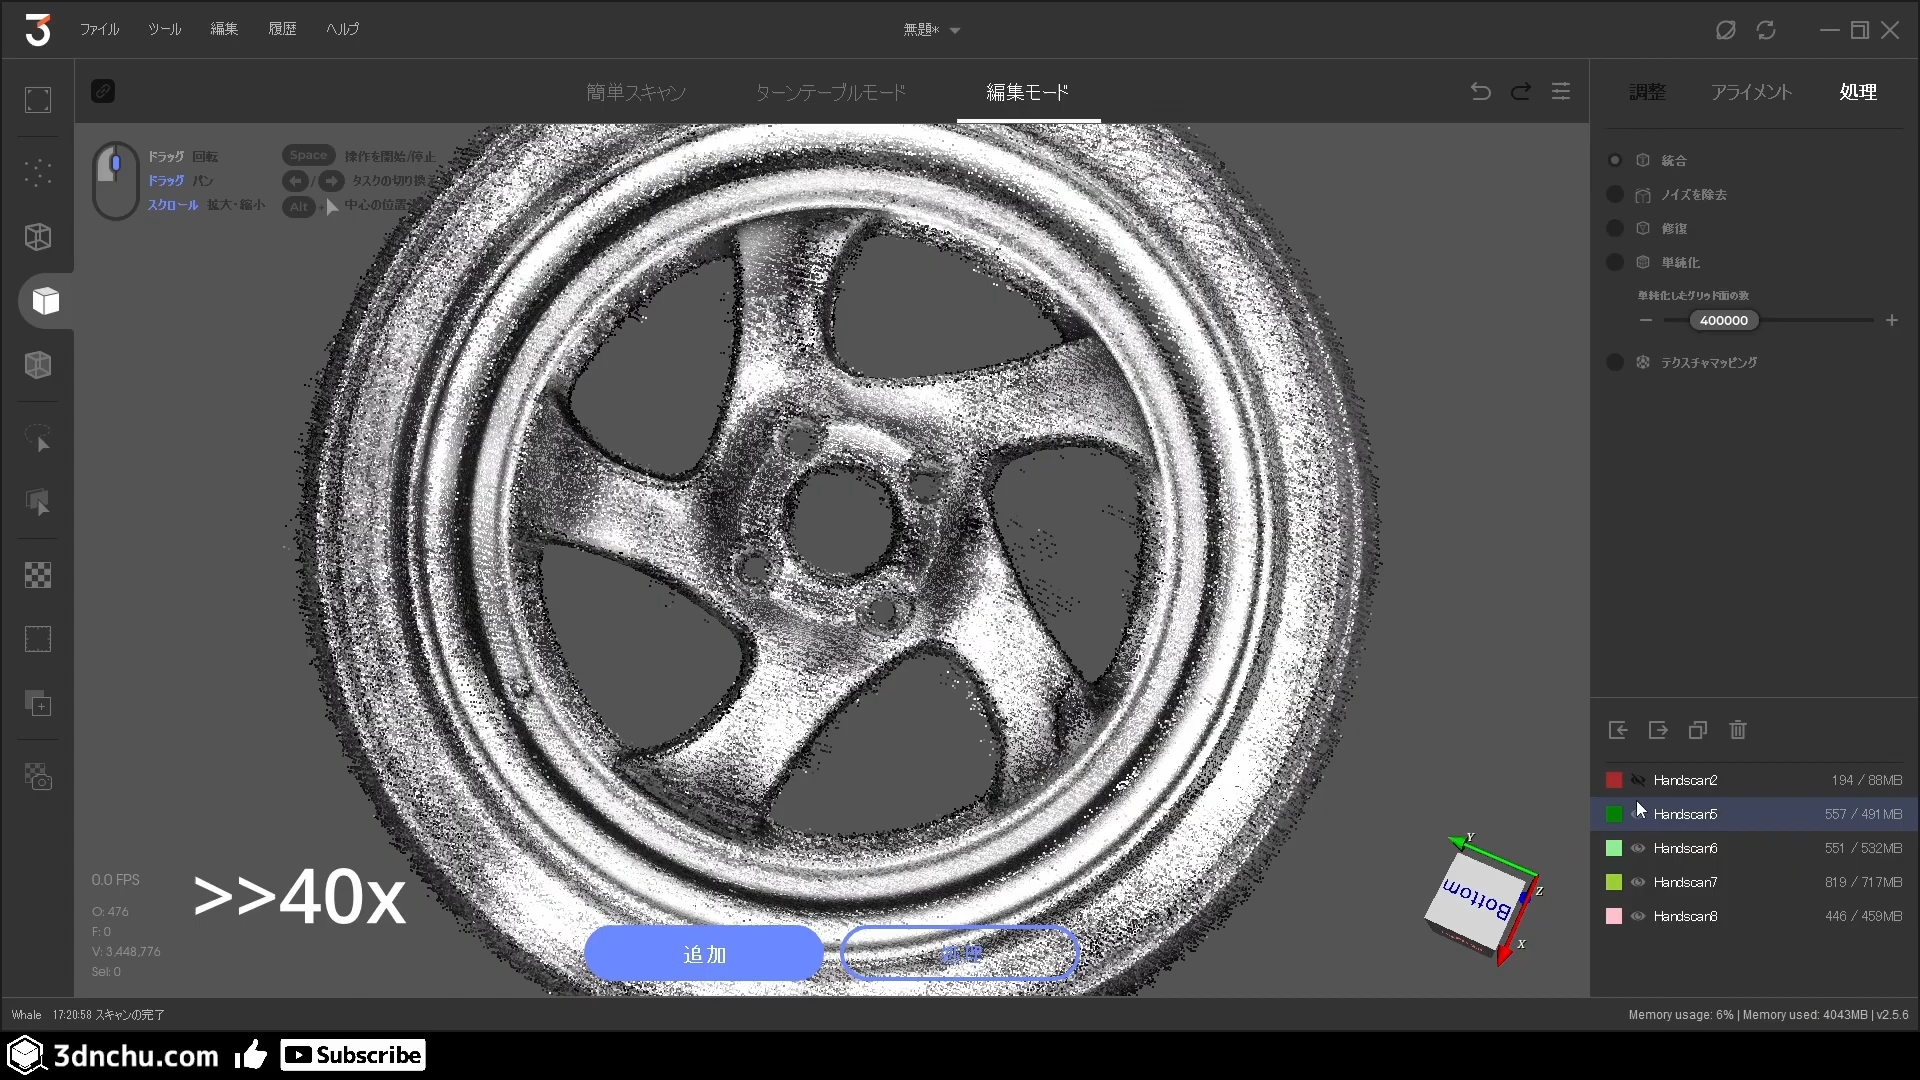 ファイル ツール 編集 履歴 ヘルプ
無題*
簡単スキャン ターンテーブルモード 編集モード
調整 アライメント 処理
ドラッグ 回転
ドラッグ パン
スクロール 拡大・縮小
Space 操作を開始/停止
/ タスクの切り換え
Alt + 中心の位置
統合
ノイズを除去
修復
単純化
単純化したグリッド面の数
− 400000 +
テクスチャマッピング
Handscan2 194 / 88MB
Handscan5 557 / 491MB
Handscan6 551 / 532MB
Handscan7 819 / 717MB
Handscan8 446 / 459MB
Y
Z
X
Bottom
0.0 FPS
O: 476
F: 0
V: 3,448,776
Sel: 0
>>40x
追加
処理
Whale 17:20:58 スキャンの完了
Memory usage: 6% | Memory used: 4043MB | v2.5.6
3dnchu.com Subscribe